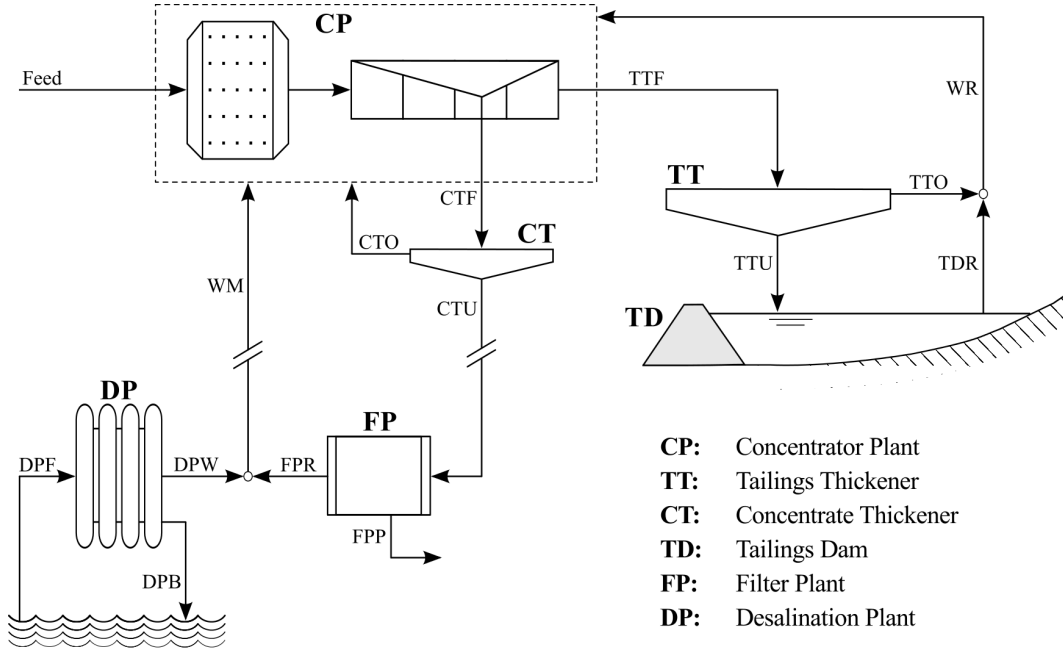 CP
Feed
TTF
WR
TT
TTO
CTF
CTO
CT
TTU
TDR
WM
CTU
TD
DP
FP
DPF
DPW
FPR
FPP
DPB
CP: Concentrator Plant
TT: Tailings Thickener
CT: Concentrate Thickener
TD: Tailings Dam
FP: Filter Plant
DP: Desalination Plant